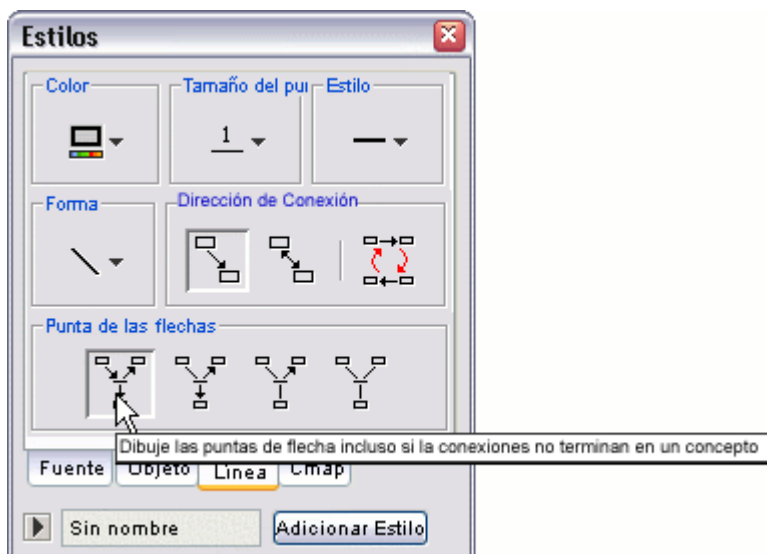 Estilos
Color
Tamaño del pu
Estilo
1
Forma
Dirección de Conexión
Punta de las flechas
Dibuje las puntas de flecha incluso si la conexiones no terminan en un concepto
Fuente
Objeto
Línea
Cmap
Sin nombre
Adicionar Estilo